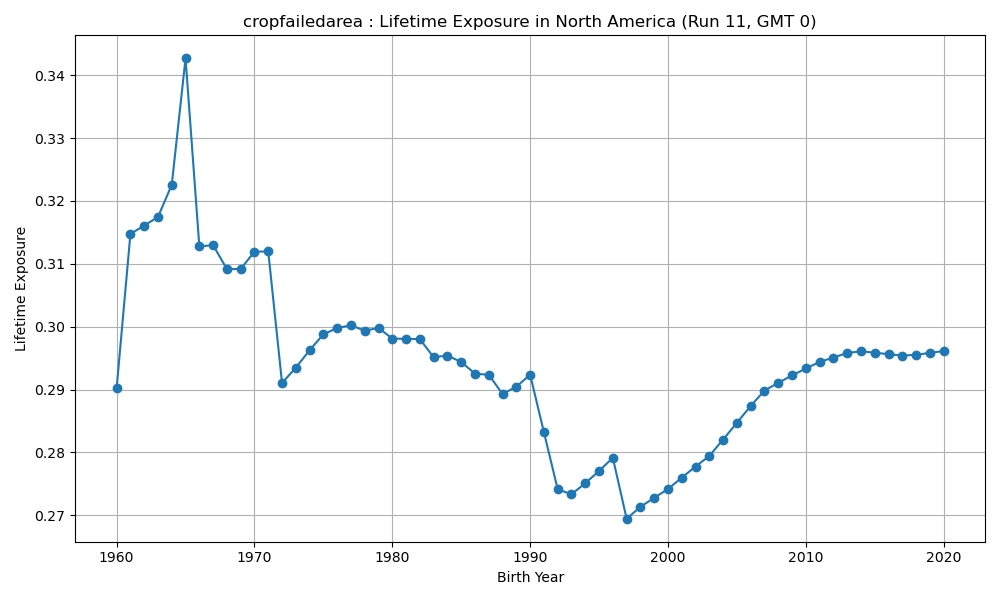 cropfailedarea : Lifetime Exposure in North America (Run 11, GMT 0)
Lifetime Exposure
0.34
0.33
0.32
0.31
0.30
0.29
0.28
0.27
1960 1970 1980 1990 2000 2010 2020
Birth Year